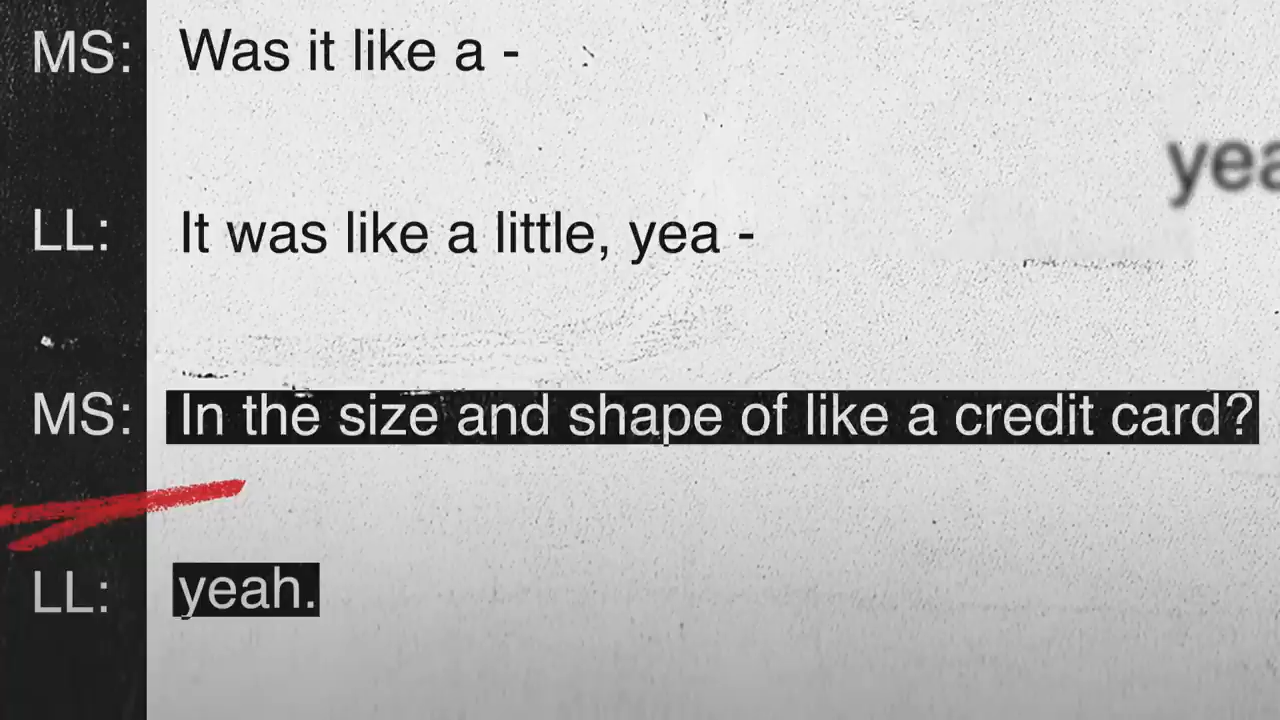 MS: Was it like a -
yea
LL: It was like a little, yea -
MS: In the size and shape of like a credit card?
LL: yeah.